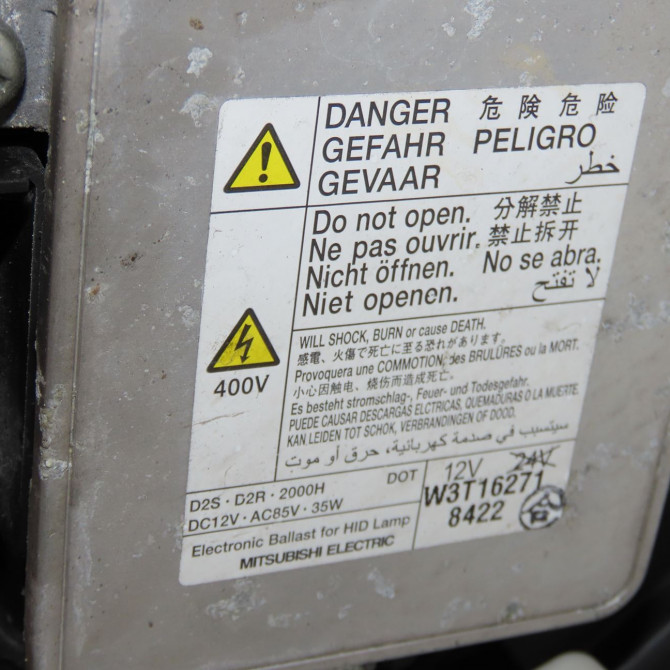 DANGER 危険 危险
GEFAHR PELIGRO
GEVAAR خطر
Do not open. 分解禁止
Ne pas ouvrir. 禁止拆开
Nicht öffnen. No se abra.
Niet openen. لا تفتح
400V
WILL SHOCK, BURN or cause DEATH.
感電、火傷で死亡に至る恐れがあります。
Provoquera une COMMOTION, des BRULÛRES ou la MORT.
小心因触电、烧伤而造成死亡。
Es besteht stromschlag-, Feuer- und Todesgefahr.
PUEDE CAUSAR DESCARGAS ELCTRICAS, QUEMADURAS O LA MUERTE.
KAN LEIDEN TOT SCHOK, VERBRANDINGEN OF DOOD.
سيتسبب في صدمة كهربائية، حرق أو موت
D2S · D2R · 2000H DOT
DC12V · AC85V · 35W
12V 24V
W3T16271
8422 合
Electronic Ballast for HID Lamp
MITSUBISHI ELECTRIC